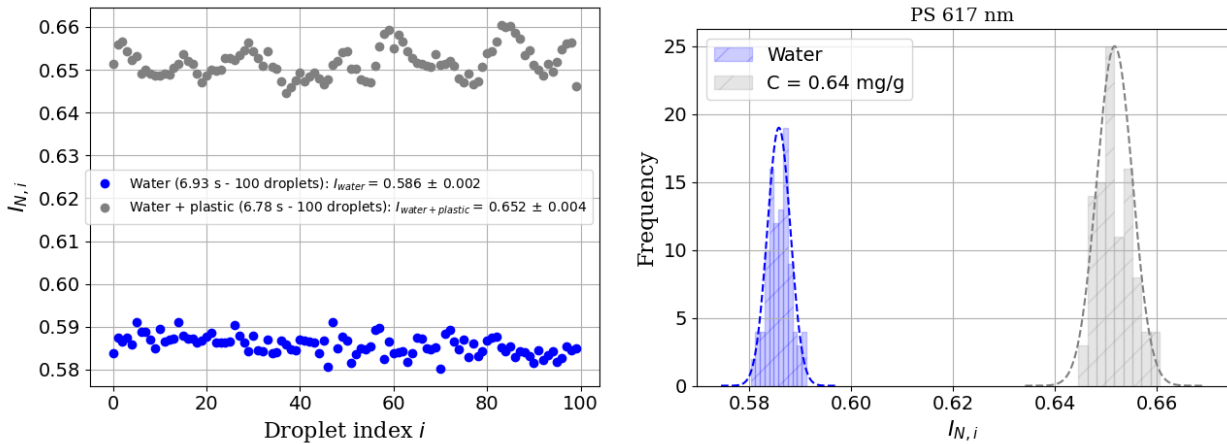 0.66
0.65
0.64
0.63
0.62
0.61
0.60
0.59
0.58
I_{N, i}
Water (6.93 s - 100 droplets): I_{water} = 0.586 ± 0.002
Water + plastic (6.78 s - 100 droplets): I_{water+plastic} = 0.652 ± 0.004
0 20 40 60 80 100
Droplet index i
PS 617 nm
Water
C = 0.64 mg/g
25
20
15
10
5
0
Frequency
0.58 0.60 0.62 0.64 0.66
I_{N, i}